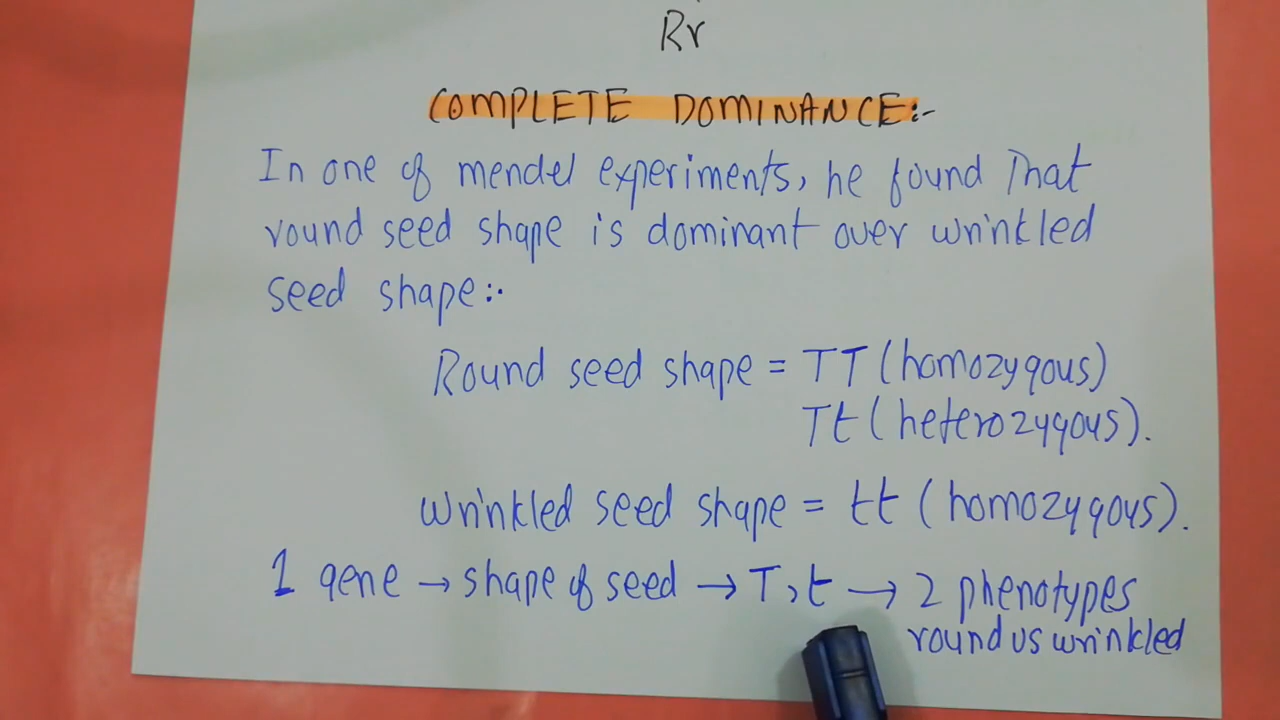 Rr
COMPLETE DOMINANCE:-
In one of mendel experiments, he found That
round seed shape is dominant over wrinkled
seed shape:.
Round seed shape = TT (homozygous)
Tt (heterozygous).
Wrinkled seed shape = tt (homozygous).
1 gene → shape of seed → T, t → 2 phenotypes
round vs wrinkled